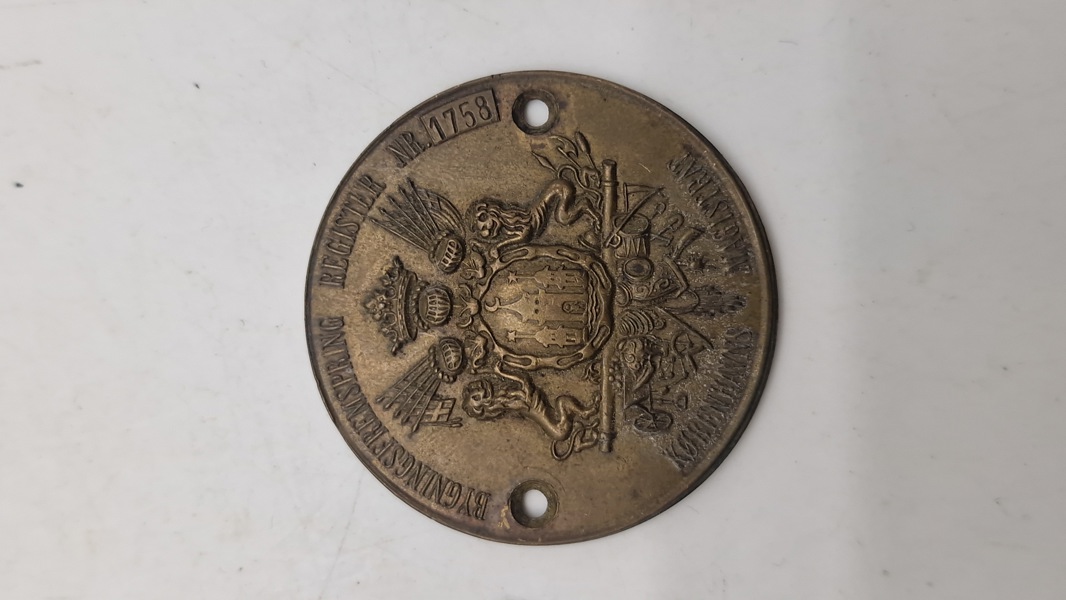 BYGNINGSFREMSPRING REGISTER NR. 1758
KJØBENHAVNS MAGISTRAT